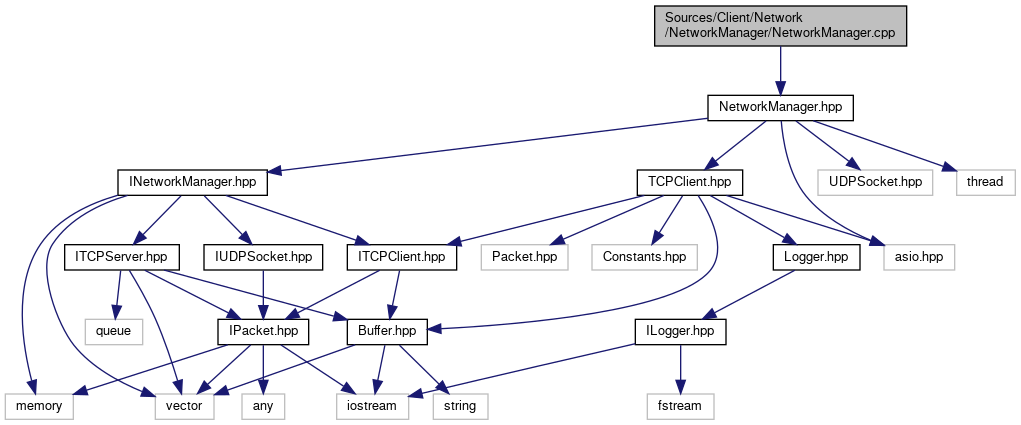 Sources/Client/Network
/NetworkManager/NetworkManager.cpp
NetworkManager.hpp
INetworkManager.hpp
TCPClient.hpp
UDPSocket.hpp
thread
ITCPServer.hpp
IUDPSocket.hpp
ITCPClient.hpp
Packet.hpp
Constants.hpp
Logger.hpp
asio.hpp
queue
IPacket.hpp
Buffer.hpp
ILogger.hpp
memory
vector
any
iostream
string
fstream